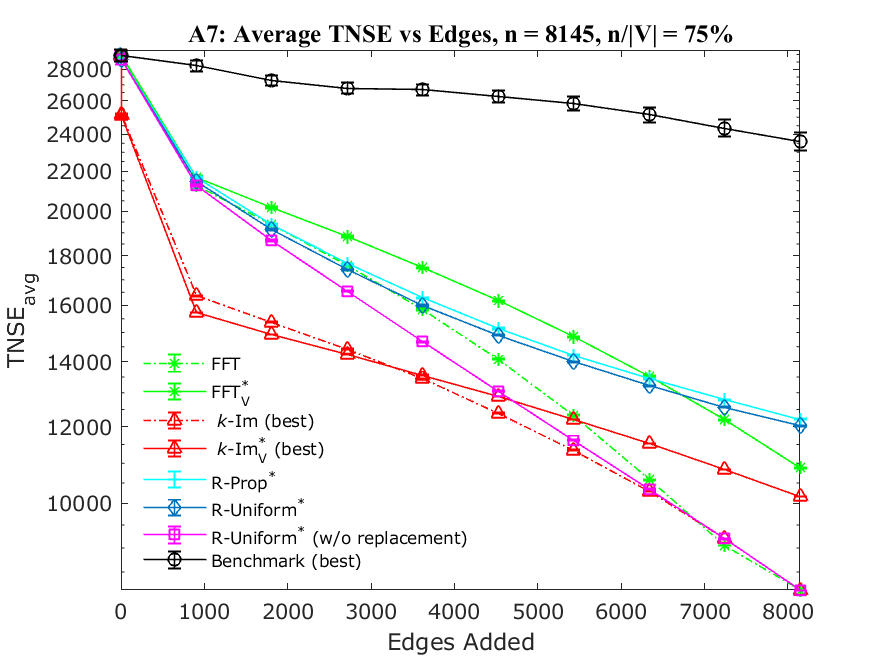 A7: Average TNSE vs Edges, n = 8145, n/|V| = 75%
28000
26000
24000
22000
20000
18000
16000
14000
12000
10000
TNSE_avg
FFT
FFT*_V
k-Im (best)
k-Im*_V (best)
R-Prop*
R-Uniform*
R-Uniform* (w/o replacement)
Benchmark (best)
0 1000 2000 3000 4000 5000 6000 7000 8000
Edges Added